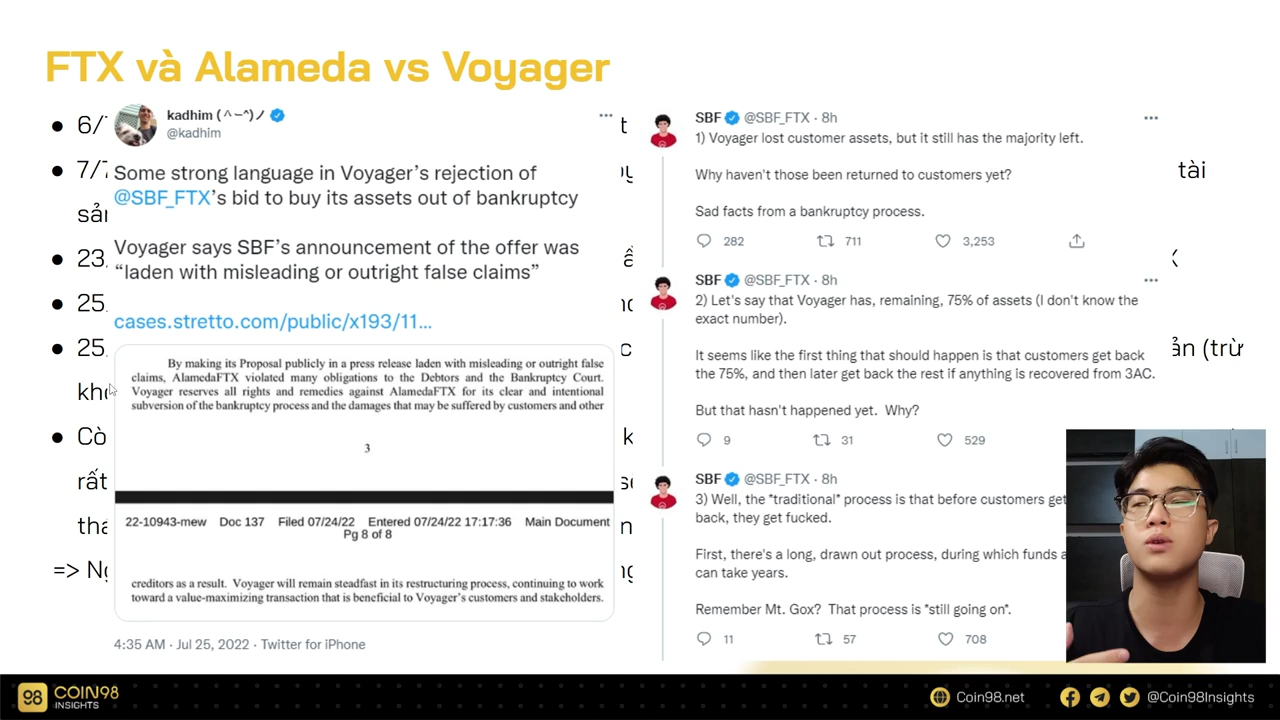 FTX và Alameda vs Voyager
kadhim (^~^)ノ
@kadhim
Some strong language in Voyager's rejection of
@SBF_FTX's bid to buy its assets out of bankruptcy
Voyager says SBF's announcement of the offer was
“laden with misleading or outright false claims”
cases.stretto.com/public/x193/11...
By making its Proposal publicly in a press release laden with misleading or outright false
claims, AlamedaFTX violated many obligations to the Debtors and the Bankruptcy Court.
Voyager reserves all rights and remedies against AlamedaFTX for its clear and intentional
subversion of the bankruptcy process and the damages that may be suffered by customers and other
3
22-10943-mew Doc 137 Filed 07/24/22 Entered 07/24/22 17:17:36 Main Document
Pg 8 of 8
creditors as a result. Voyager will remain steadfast in its restructuring process, continuing to work
toward a value-maximizing transaction that is beneficial to Voyager's customers and stakeholders.
4:35 AM · Jul 25, 2022 · Twitter for iPhone
SBF @SBF_FTX · 8h
1) Voyager lost customer assets, but it still has the majority left.
Why haven't those been returned to customers yet?
Sad facts from a bankruptcy process.
282 711 3,253
SBF @SBF_FTX · 8h
2) Let's say that Voyager has, remaining, 75% of assets (I don't know the
exact number).
It seems like the first thing that should happen is that customers get back
the 75%, and then later get back the rest if anything is recovered from 3AC.
But that hasn't happened yet. Why?
9 31 529
SBF @SBF_FTX · 8h
3) Well, the *traditional* process is that before customers get
back, they get fucked.
First, there's a long, drawn out process, during which funds
can take years.
Remember Mt. Gox? That process is *still going on*.
11 57 708
tài
25
25
Cò
rất
=>
(trừ
98 COIN98
INSIGHTS
Coin98.net
@Coin98Insights